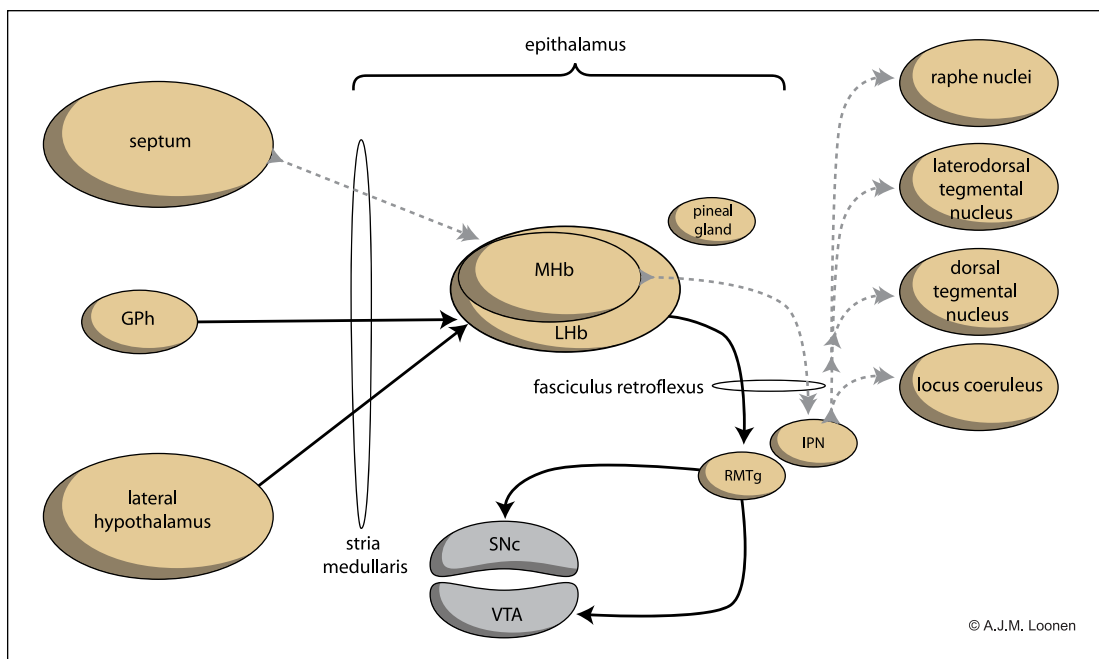 epithalamus
septum
raphe nuclei
laterodorsal
tegmental
nucleus
pineal
gland
MHb
GPh
LHb
dorsal
tegmental
nucleus
fasciculus retroflexus
locus coeruleus
IPN
RMTg
lateral
hypothalamus
stria
medullaris
SNc
VTA
© A.J.M. Loonen